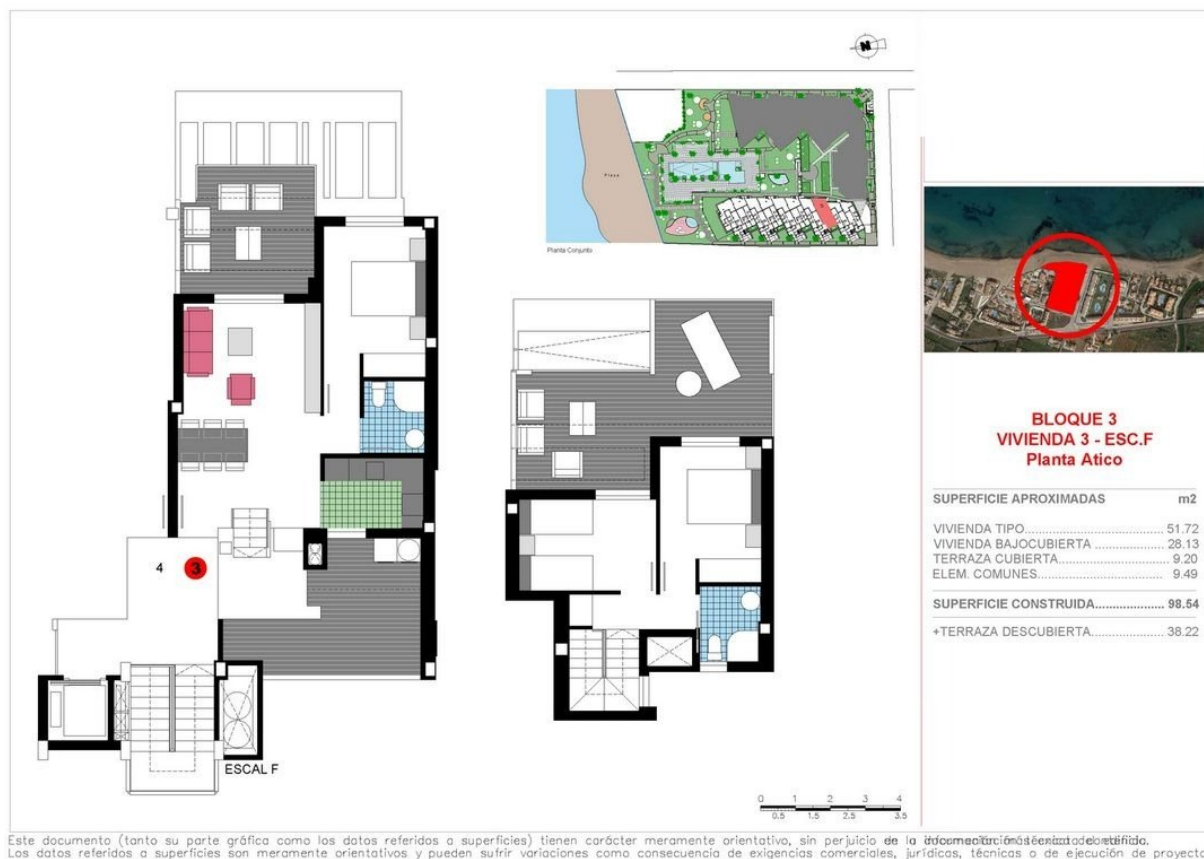 N
Playa
3
Planta Conjunto
BLOQUE 3
VIVIENDA 3 - ESC.F
Planta Atico
SUPERFICIE APROXIMADAS m2
VIVIENDA TIPO 51.72
VIVIENDA BAJOCUBIERTA 28.13
TERRAZA CUBIERTA 9.20
ELEM. COMUNES 9.49
SUPERFICIE CONSTRUIDA 98.54
+TERRAZA DESCUBIERTA 38.22
4 3
ESCAL F
0 1 2 3 4
0.5 1.5 2.5 3.5
Este documento (tanto su parte gráfica como los datos referidos a superficies) tienen carácter meramente orientativo, sin perjuicio de la información
Los datos referidos a superficies son meramente orientativos y pueden sufrir variaciones como consecuencia de exigencias comerciales, jurídicas, técnicas o de ejecución de proyect